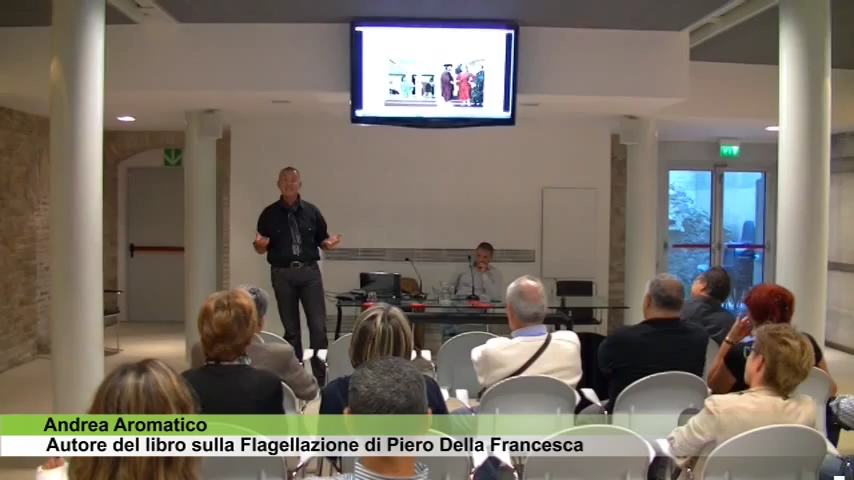 Andrea Aromatico
Autore del libro sulla Flagellazione di Piero Della Francesca